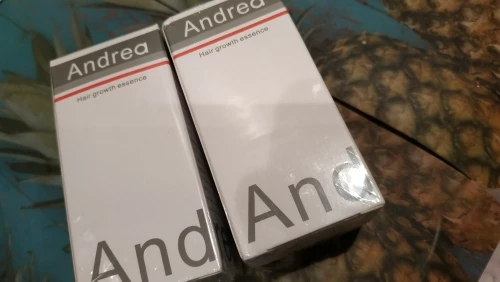 Andrea
Hair growth essence
And
Andrea
Hair growth essence
And